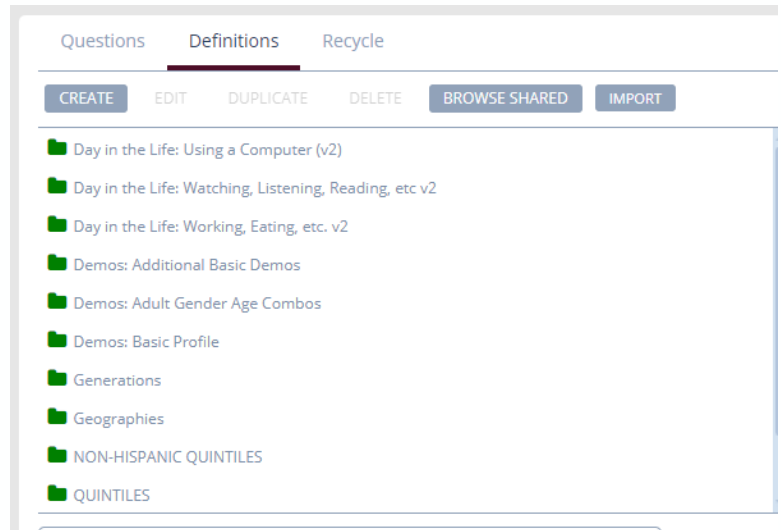 Questions Definitions Recycle
CREATE EDIT DUPLICATE DELETE BROWSE SHARED IMPORT
Day in the Life: Using a Computer (v2)
Day in the Life: Watching, Listening, Reading, etc v2
Day in the Life: Working, Eating, etc. v2
Demos: Additional Basic Demos
Demos: Adult Gender Age Combos
Demos: Basic Profile
Generations
Geographies
NON-HISPANIC QUINTILES
QUINTILES